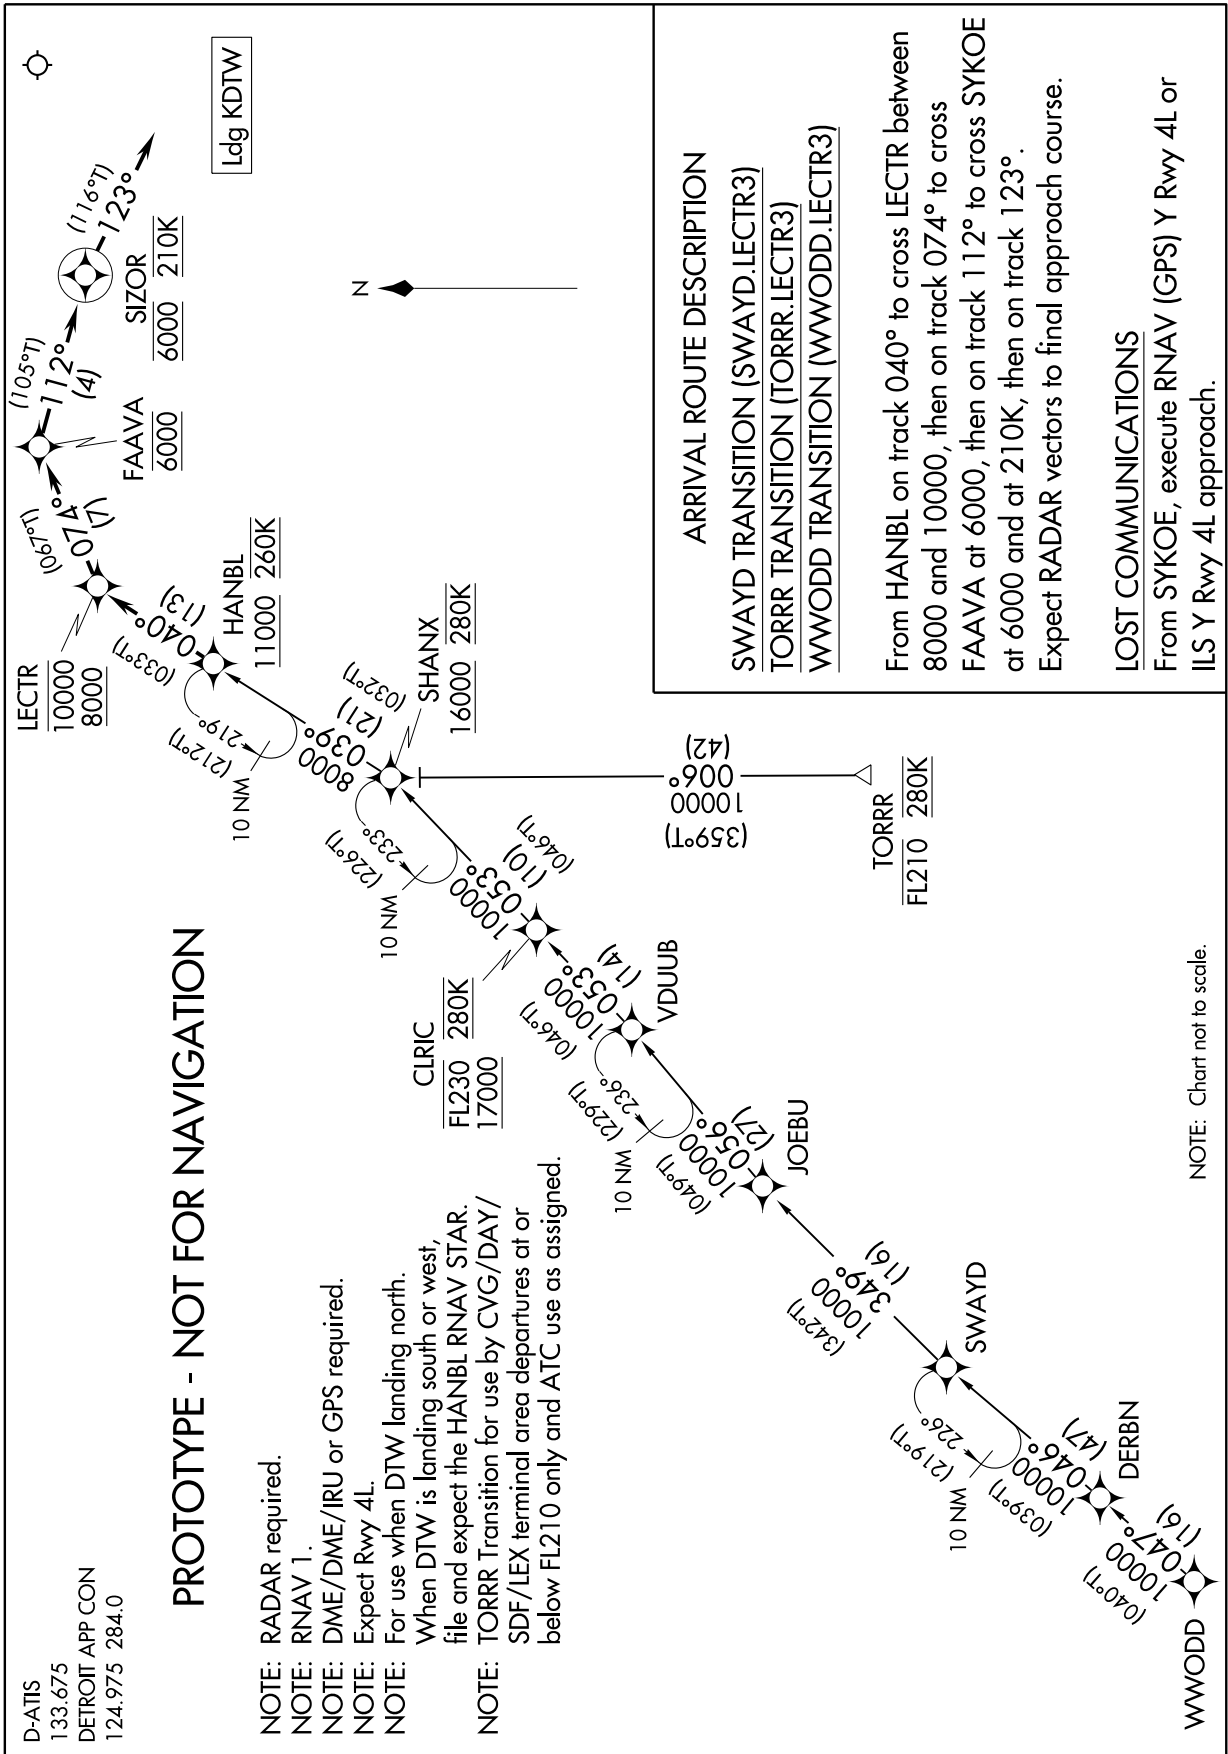 D-ATIS
133.675
DETROIT APP CON
124.975 284.0
PROTOTYPE - NOT FOR NAVIGATION
NOTE: RADAR required.
NOTE: RNAV 1.
NOTE: DME/DME/IRU or GPS required.
NOTE: Expect Rwy 4L.
NOTE: For use when DTW landing north.
When DTW is landing south or west,
file and expect the HANBL RNAV STAR.
NOTE: TORRR Transition for use by CVG/DAY/
SDF/LEX terminal area departures at or
below FL210 only and ATC use as assigned.
LECTR
10000
8000
(067°T)
074°
(7)
FAAVA
6000
(105°T)
112°
(4)
SIZOR
6000 210K
(116°T)
123°
Ldg KDTW
N
(033°T)
040°
(13)
HANBL
11000 260K
(212°T)
219°
10 NM
8000
039°
(21)
(032°T)
SHANX
16000 280K
(226°T)
233°
10 NM
10000
053°
(10)
(046°T)
CLRIC
FL230 280K
17000
(046°T)
10000
053°
(14)
VDUUB
(229°T)
236°
10 NM
(049°T)
10000
056°
(27)
JOEBU
(342°T)
10000
349°
(16)
SWAYD
(219°T)
226°
10 NM
(039°T)
10000
046°
(47)
DERBN
(040°T)
10000
047°
(16)
WWODD
(42)
006°
10000
(359°T)
TORRR
FL210 280K
NOTE: Chart not to scale.
ARRIVAL ROUTE DESCRIPTION
SWAYD TRANSITION (SWAYD.LECTR3)
TORRR TRANSITION (TORRR.LECTR3)
WWODD TRANSITION (WWODD.LECTR3)
From HANBL on track 040° to cross LECTR between
8000 and 10000, then on track 074° to cross
FAAVA at 6000, then on track 112° to cross SYKOE
at 6000 and at 210K, then on track 123°.
Expect RADAR vectors to final approach course.
LOST COMMUNICATIONS
From SYKOE, execute RNAV (GPS) Y Rwy 4L or
ILS Y Rwy 4L approach.